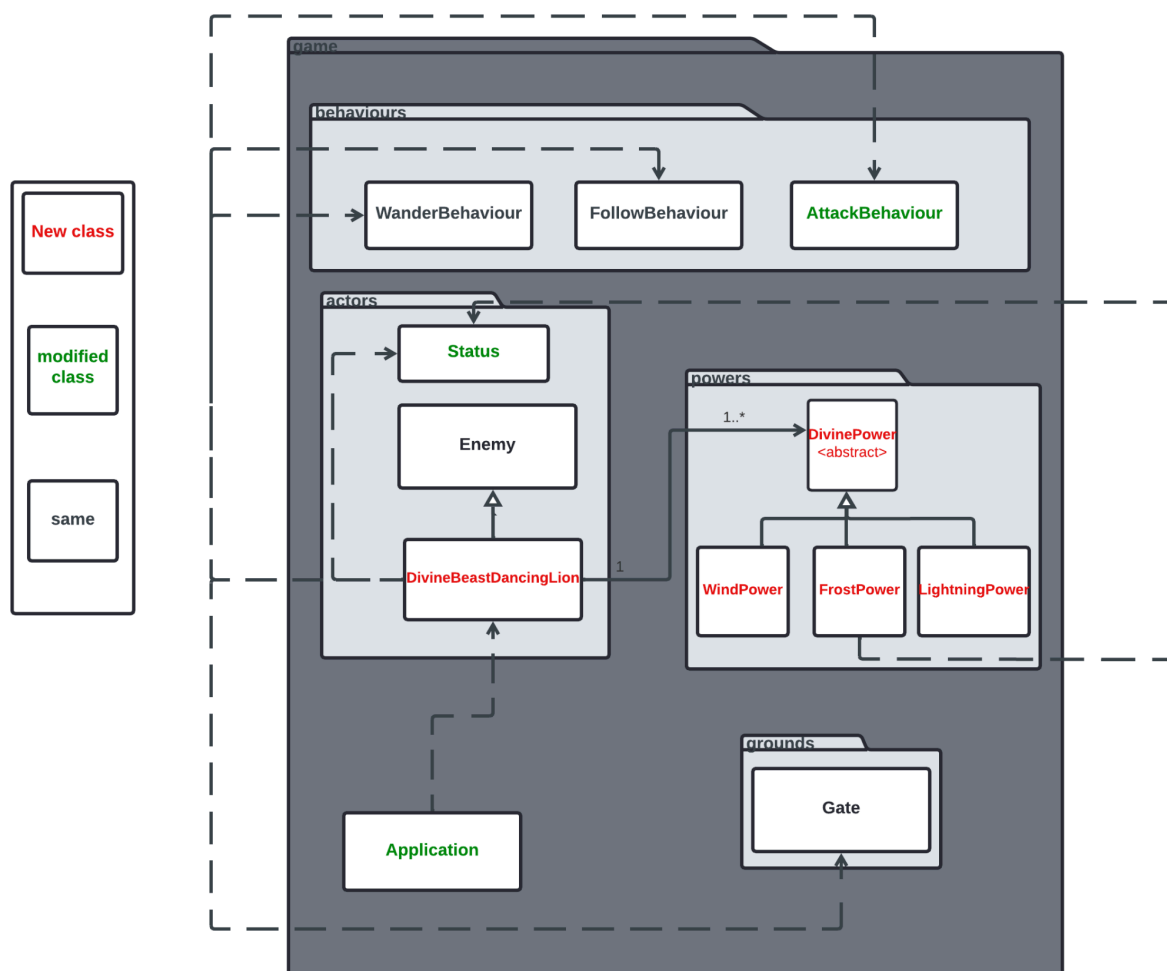 game
behaviours
WanderBehaviour
FollowBehaviour
AttackBehaviour
New class
modified
class
same
actors
Status
Enemy
DivineBeastDancingLion
1
1..*
powers
DivinePower
<abstract>
WindPower
FrostPower
LightningPower
grounds
Gate
Application